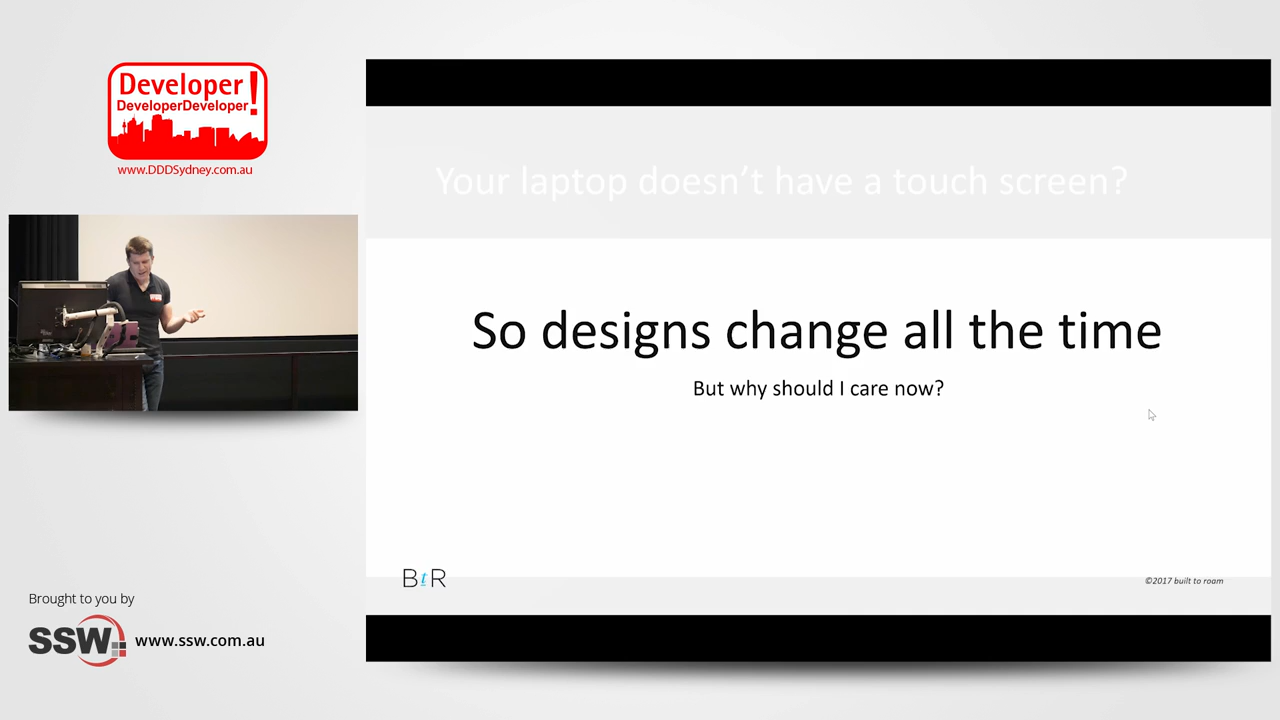 Developer!
DeveloperDeveloper
www.DDDSydney.com.au
Your laptop doesn't have a touch screen?
So designs change all the time
But why should I care now?
BtR
©2017 built to roam
Brought to you by
SSW
www.ssw.com.au